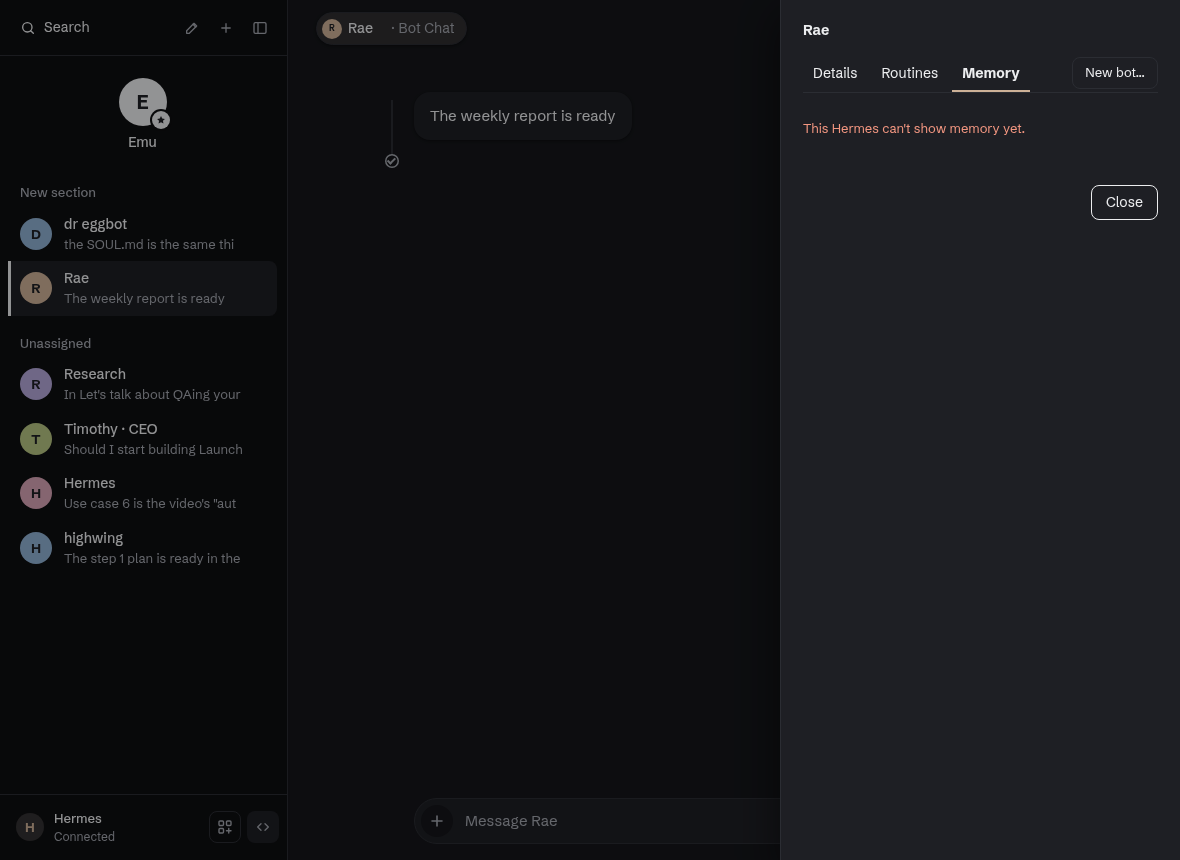 Search
E
Emu
New section
D
dr eggbot
the SOUL.md is the same thi
R
Rae
The weekly report is ready
Unassigned
R
Research
In Let's talk about QAing your
T
Timothy · CEO
Should I start building Launch
H
Hermes
Use case 6 is the video's "aut
H
highwing
The step 1 plan is ready in the
H
Hermes
Connected
R Rae · Bot Chat
The weekly report is ready
Message Rae
Rae
Details Routines Memory New bot…
This Hermes can't show memory yet.
Close